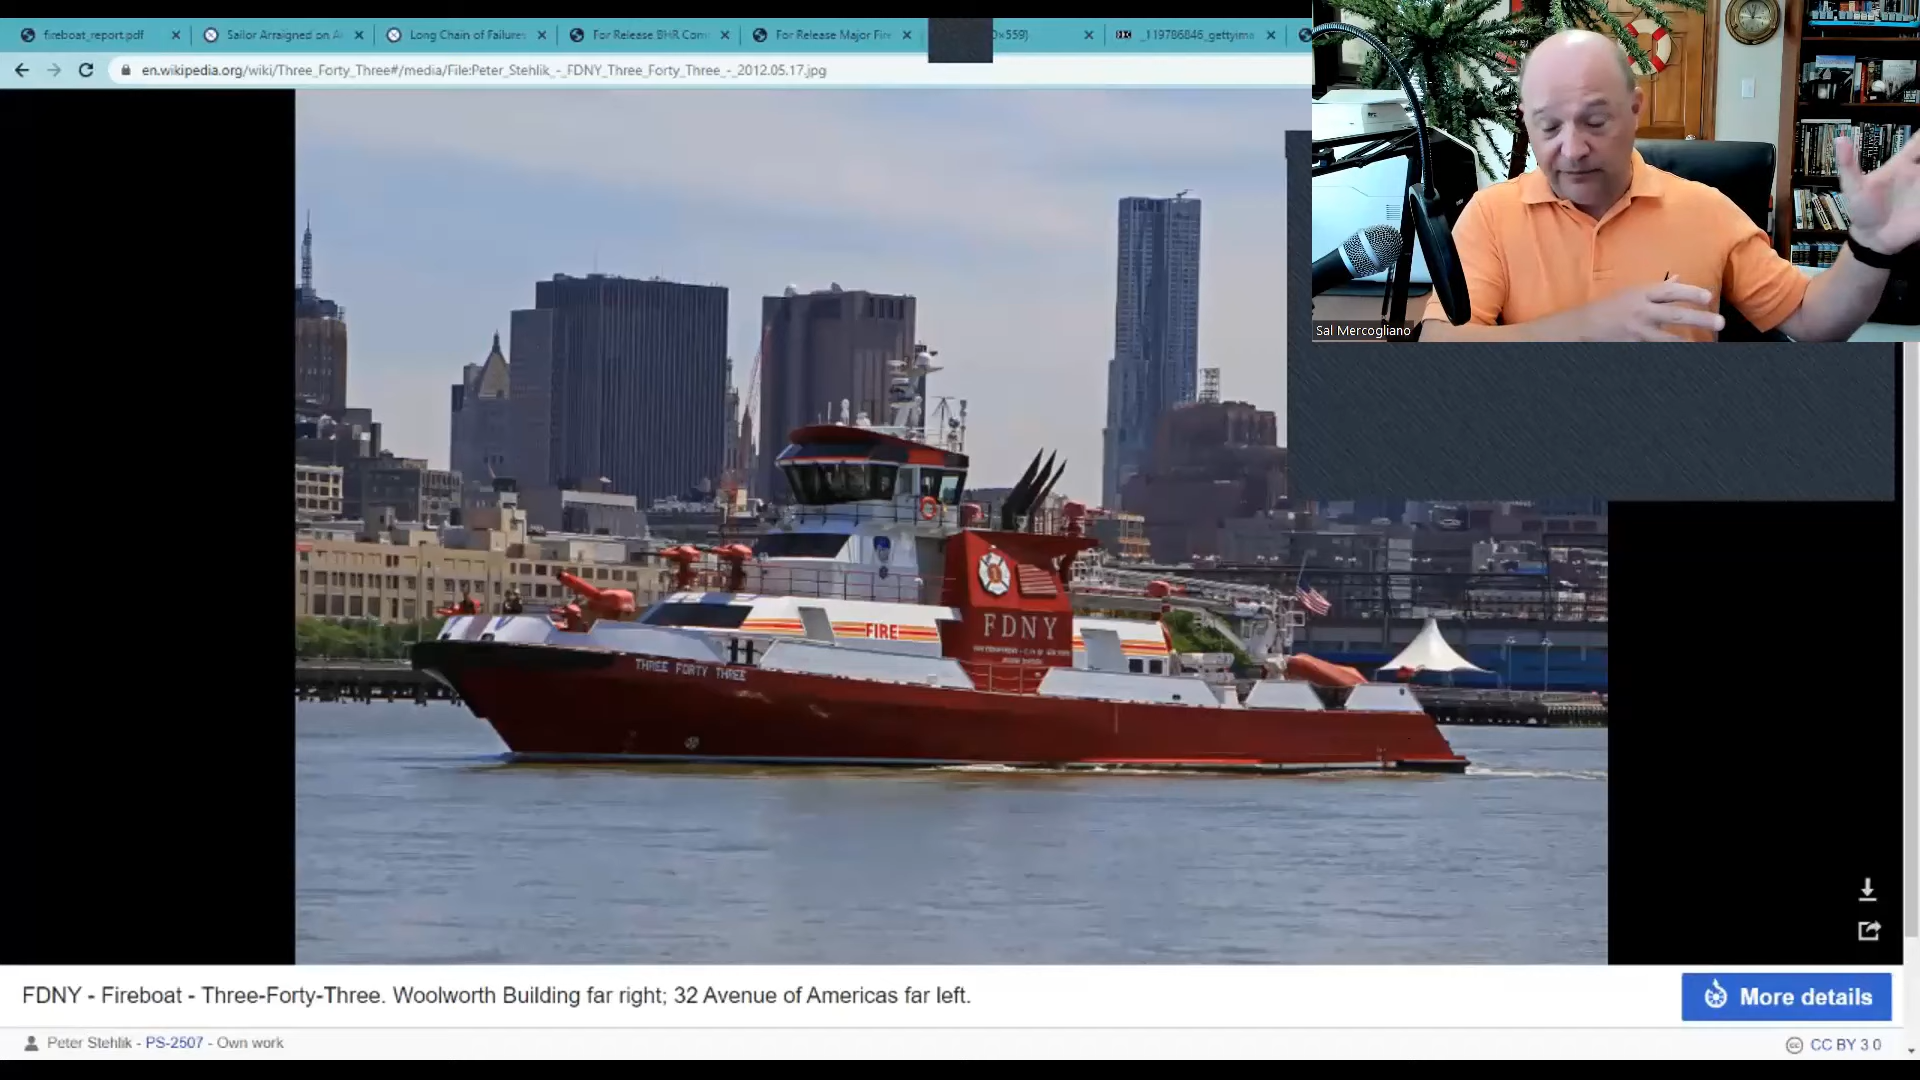 fireboat_report.pdf
Sailor Arraigned on A
Long Chain of Failures
For Release BHR Com
For Release Major Fire
0×559)
_119786846_gettyima
en.wikipedia.org/wiki/Three_Forty_Three#/media/File:Peter_Stehlik_-_FDNY_Three_Forty_Three_-_2012.05.17.jpg
Sal Mercogliano
FIRE
FDNY
THREE FORTY THREE
FDNY - Fireboat - Three-Forty-Three. Woolworth Building far right; 32 Avenue of Americas far left.
More details
Peter Stehlik - PS-2507 - Own work
CC BY 3.0